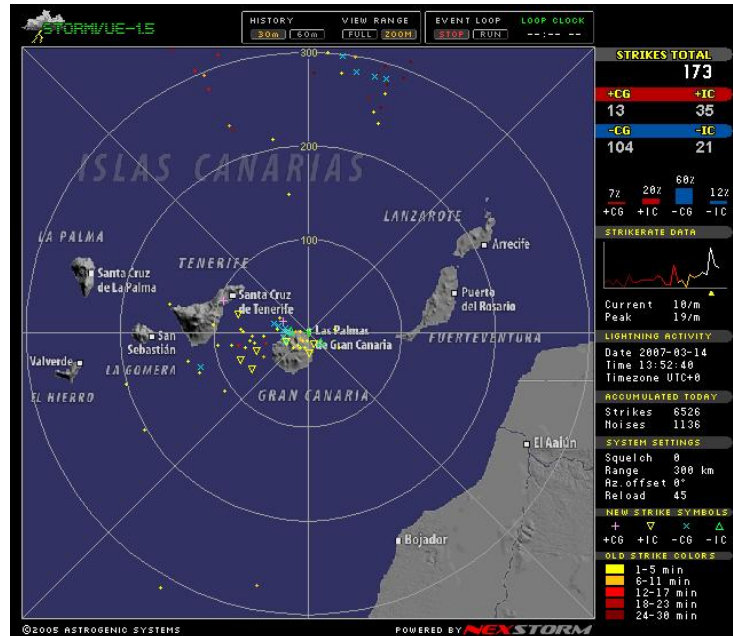 STORMVUE-1.5
HISTORY
30m 60m
VIEW RANGE
FULL ZOOM
EVENT LOOP
STOP RUN
LOOP CLOCK
--:-- --
300
200
100
ISLAS CANARIAS
LANZAROTE
Arrecife
LA PALMA
Santa Cruz
de La Palma
TENERIFE
Santa Cruz
de Tenerife
Puerto
del Rosario
FUERTEVENTURA
Las Palmas
de Gran Canaria
San
Sebastián
LA GOMERA
Valverde
EL HIERRO
GRAN CANARIA
El Aaiún
Bojador
STRIKES TOTAL
173
+CG +IC
13 35
-CG -IC
104 21
7% 20% 60% 12%
+CG +IC -CG -IC
STRIKERATE DATA
Current 10/m
Peak 19/m
LIGHTNING ACTIVITY
Date 2007-03-14
Time 13:52:40
Timezone UTC+0
ACCUMULATED TODAY
Strikes 6526
Noises 1136
SYSTEM SETTINGS
Squelch 0
Range 300 km
Az.offset 0°
Reload 45
NEW STRIKE SYMBOLS
+CG +IC -CG -IC
OLD STRIKE COLORS
1-5 min
6-11 min
12-17 min
18-23 min
24-30 min
©2005 ASTROGENIC SYSTEMS
POWERED BY NEXSTORM